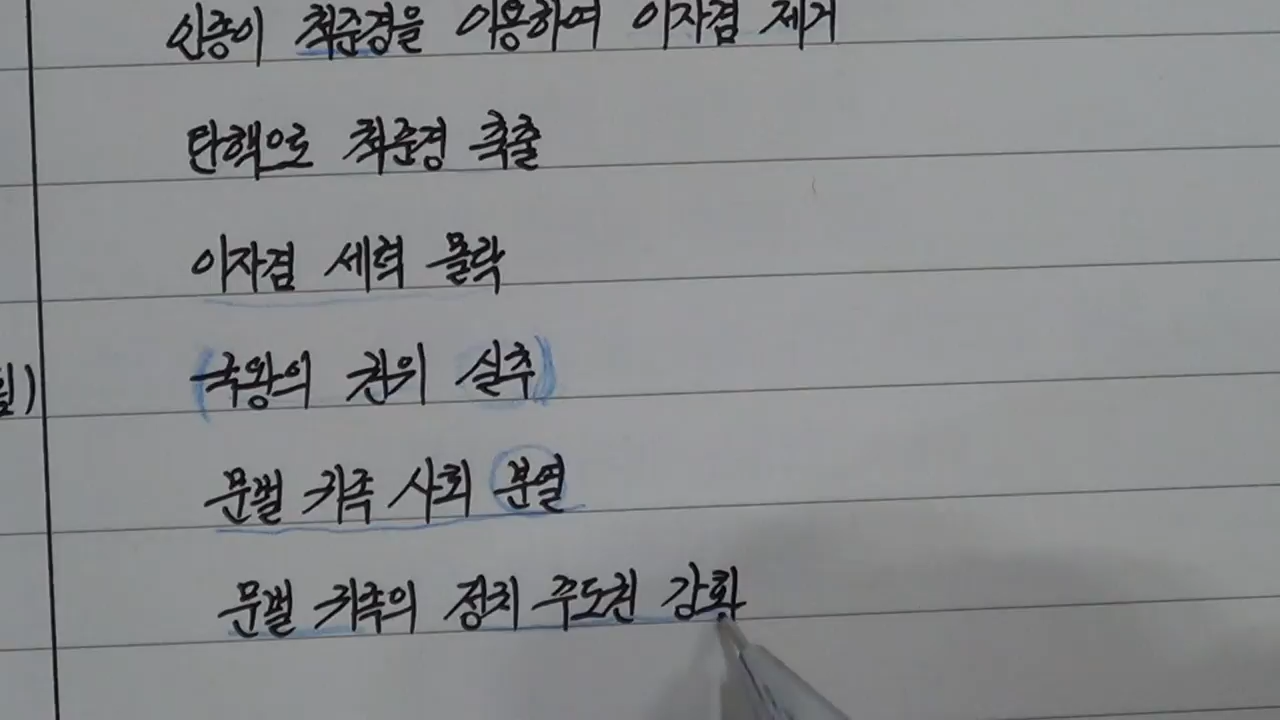 인종이 척준경을 이용하여 이자겸 제거
탄핵으로 척준경 축출
이자겸 세력 몰락
(국왕의 권위 실추)
문벌 귀족 사회 분열
문벌 귀족의 정치 주도권 강화